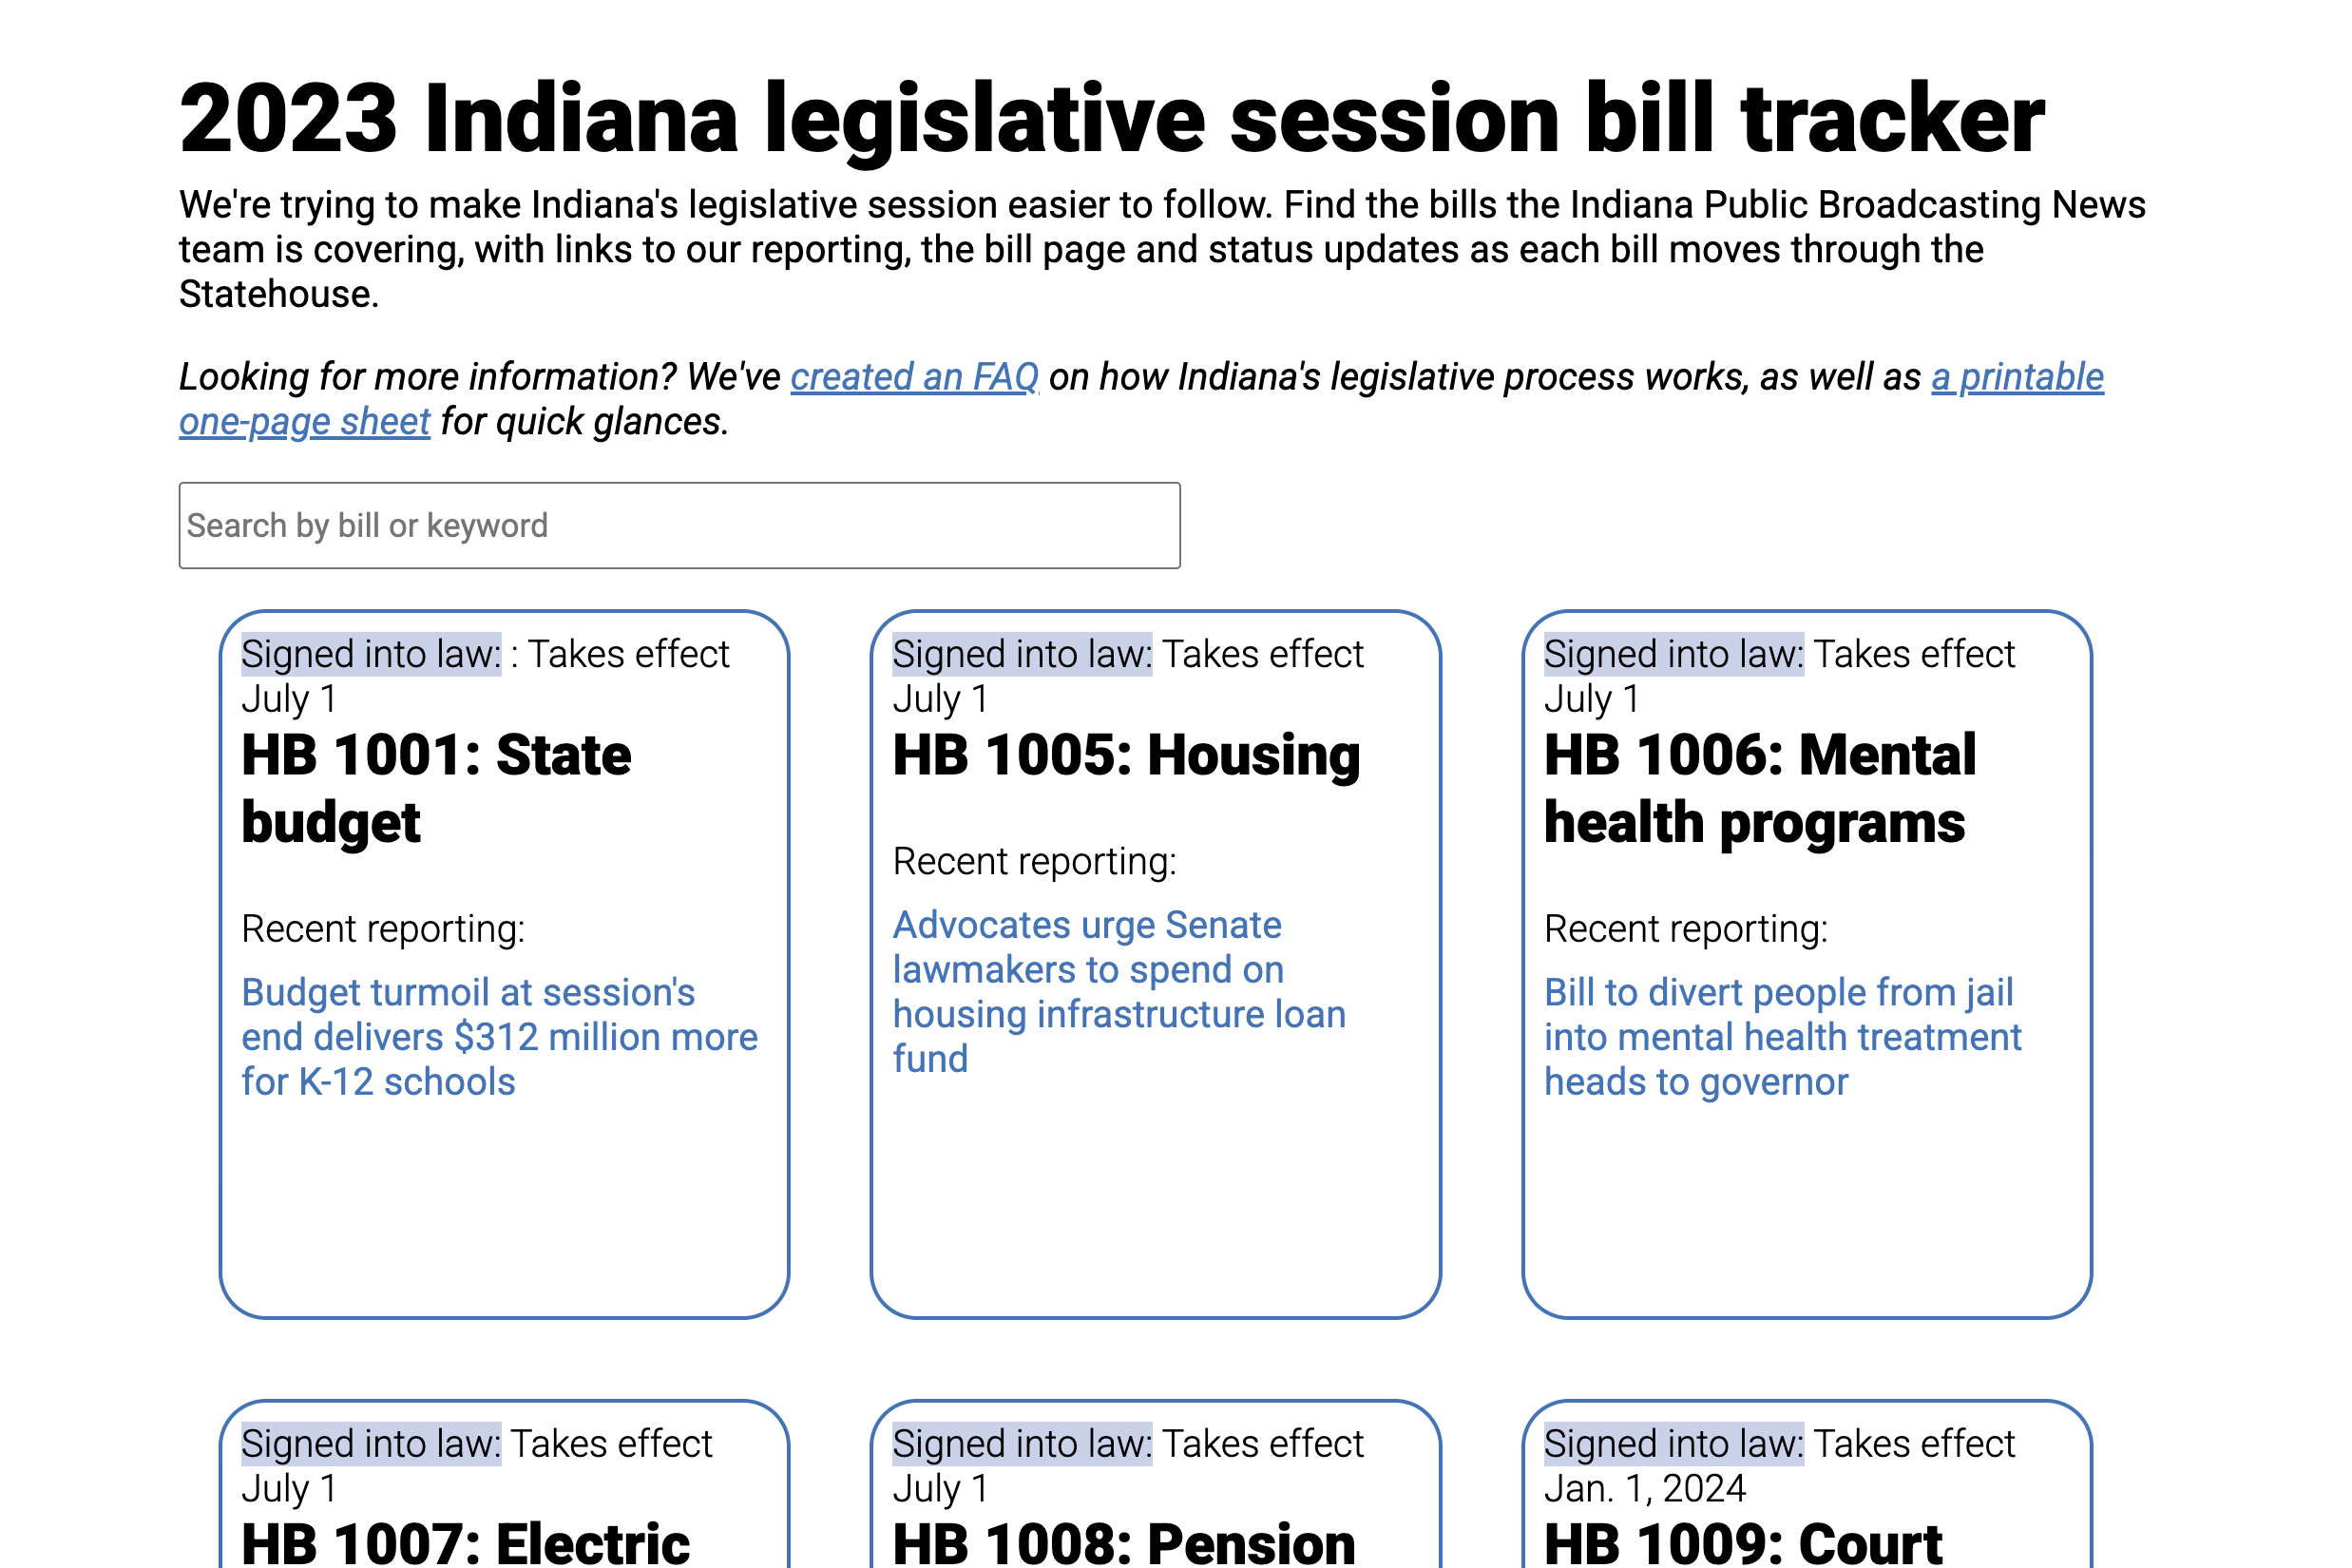 2023 Indiana legislative session bill tracker
We're trying to make Indiana's legislative session easier to follow. Find the bills the Indiana Public Broadcasting News
team is covering, with links to our reporting, the bill page and status updates as each bill moves through the
Statehouse.
Looking for more information? We've created an FAQ on how Indiana's legislative process works, as well as a printable
one-page sheet for quick glances.
Search by bill or keyword
Signed into law: : Takes effect
July 1
HB 1001: State
budget
Recent reporting:
Budget turmoil at session's
end delivers $312 million more
for K-12 schools
Signed into law: Takes effect
July 1
HB 1005: Housing
Recent reporting:
Advocates urge Senate
lawmakers to spend on
housing infrastructure loan
fund
Signed into law: Takes effect
July 1
HB 1006: Mental
health programs
Recent reporting:
Bill to divert people from jail
into mental health treatment
heads to governor
Signed into law: Takes effect
July 1
HB 1007: Electric
Signed into law: Takes effect
July 1
HB 1008: Pension
Signed into law: Takes effect
Jan. 1, 2024
HB 1009: Court